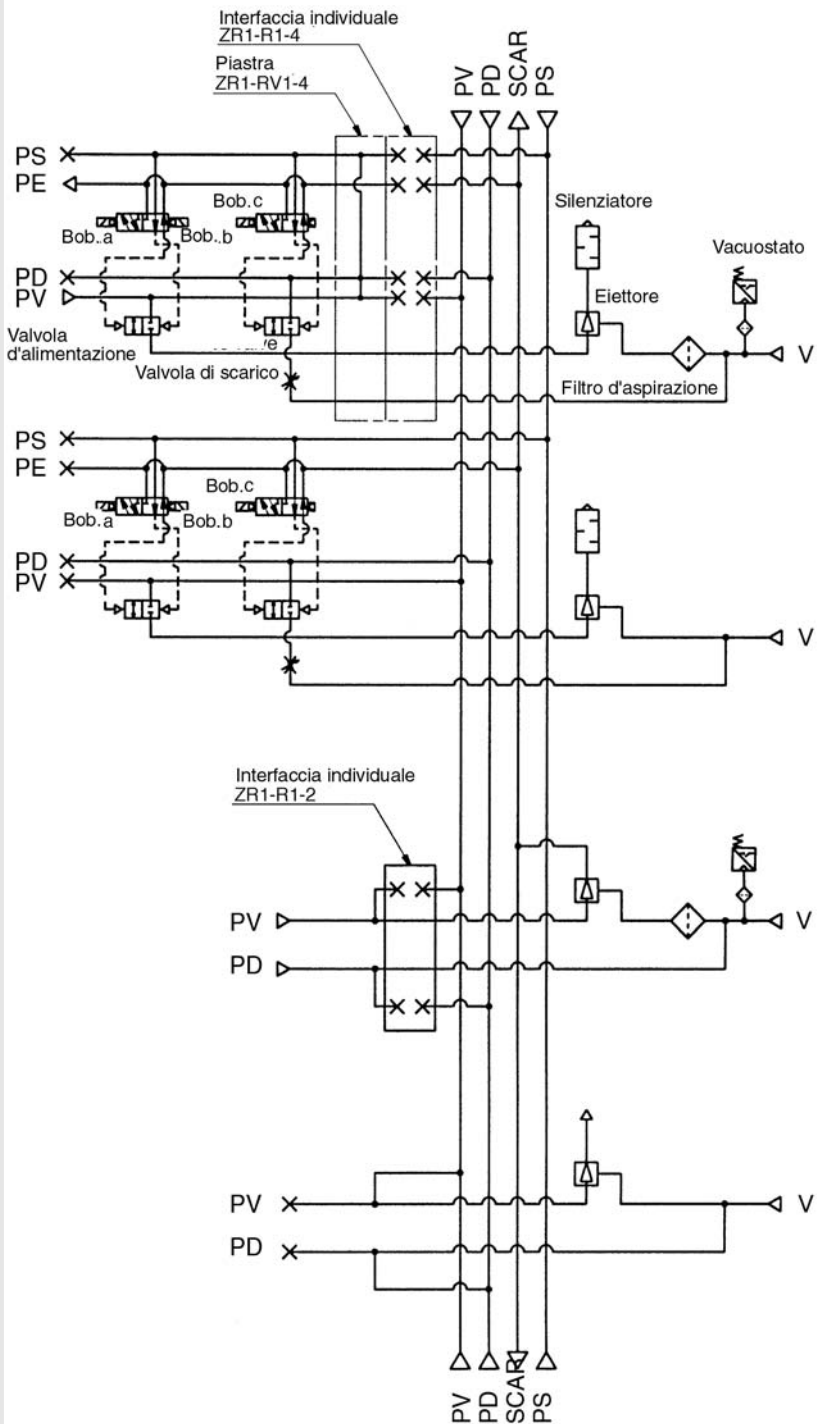 Interfaccia individuale
ZR1-R1-4
Piastra
ZR1-RV1-4
PV
PD
SCAR
PS
PS
PE
Bob.c
Bob..a
Bob..b
Silenziatore
Vacuostato
PD
PV
Eiettore
Valvola
d'alimentazione
V
Valvola di scarico
Filtro d'aspirazione
PS
PE
Bob.c
Bob.a
Bob.b
PD
PV
V
Interfaccia individuale
ZR1-R1-2
PV
V
PD
PV
V
PD
PV
PD
SCAR
PS